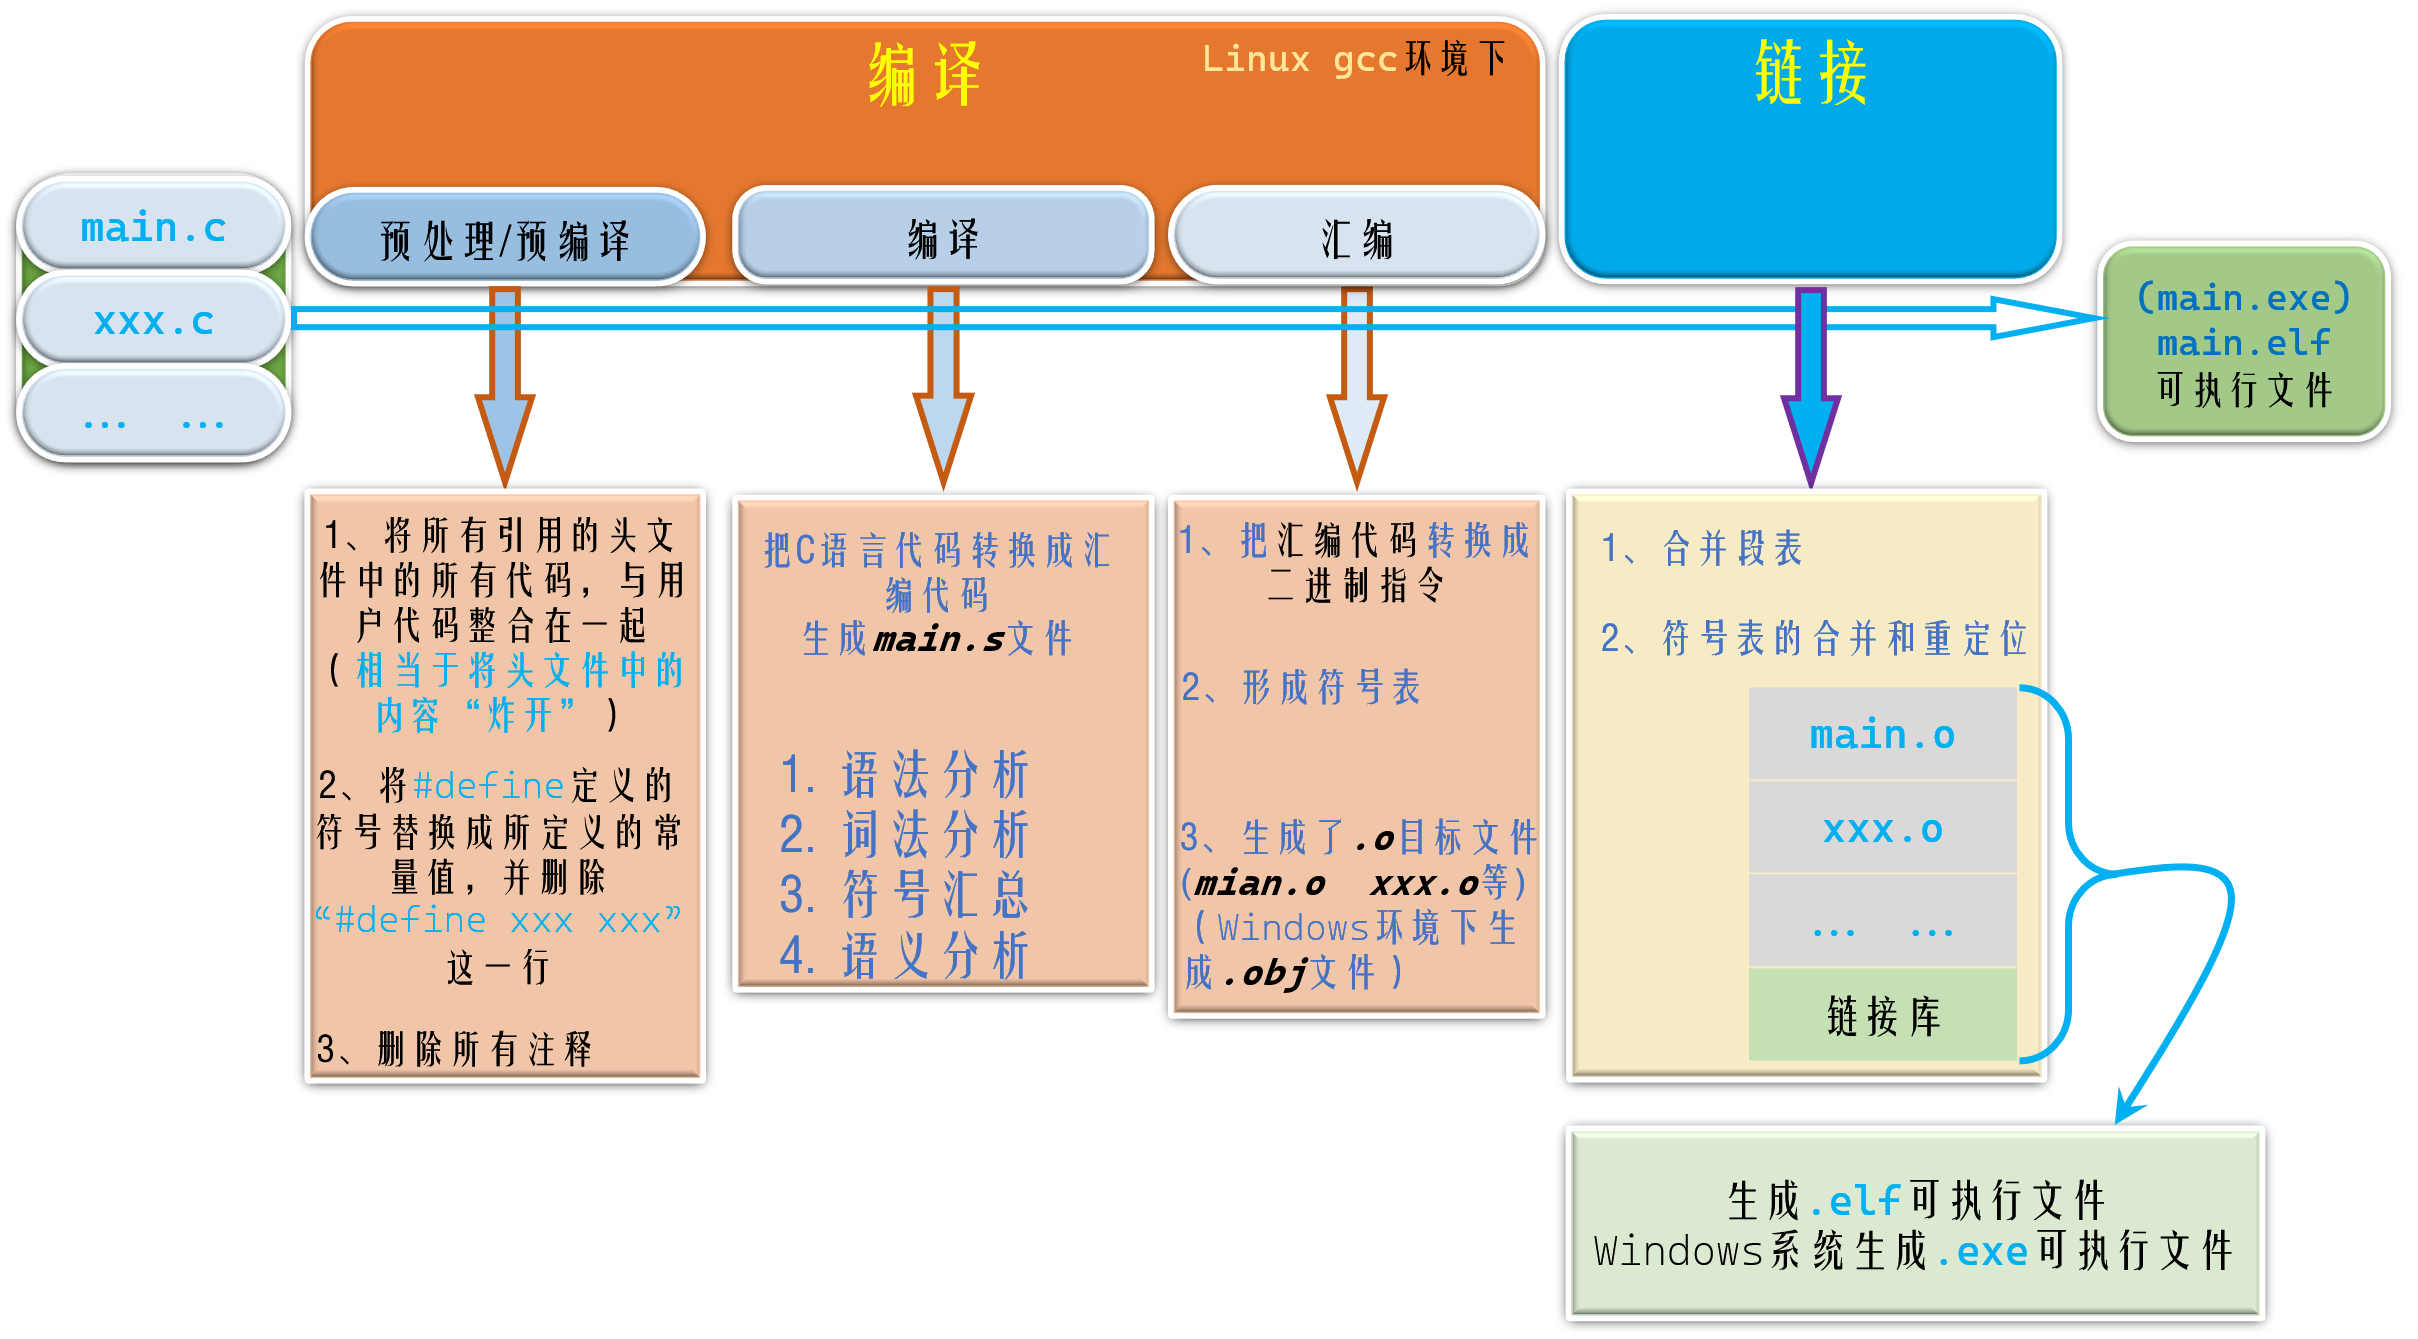 编译
Linux gcc环境下
链接
main.c
xxx.c
... ...
预处理/预编译
编译
汇编
(main.exe)
main.elf
可执行文件
1、将所有引用的头文
件中的所有代码，与用
户代码整合在一起
（相当于将头文件中的
内容“炸开”）
2、将#define定义的
符号替换成所定义的常
量值，并删除
“#define xxx xxx”
这一行
3、删除所有注释
把C语言代码转换成汇
编代码
生成main.s文件
1. 语法分析
2. 词法分析
3. 符号汇总
4. 语义分析
1、把汇编代码转换成
二进制指令
2、形成符号表
3、生成了.o目标文件
(mian.o xxx.o等)
（Windows环境下生
成.obj文件）
1、合并段表
2、符号表的合并和重定位
main.o
xxx.o
... ...
链接库
生成.elf可执行文件
Windows系统生成.exe可执行文件